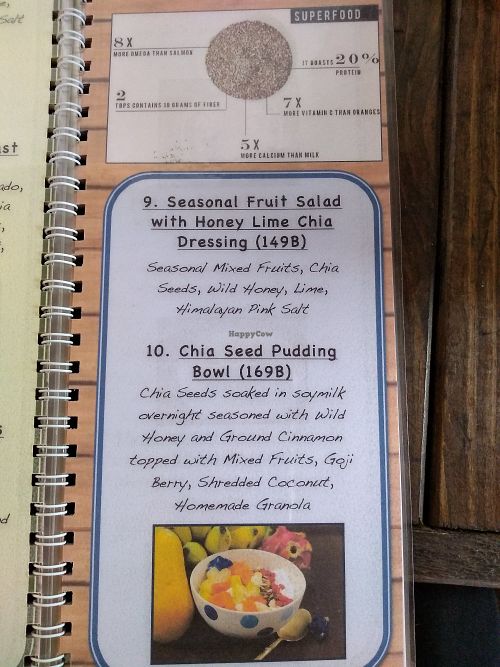 SUPERFOOD
8X
MORE OMEGA THAN SALMON
IT BOASTS 20%
PROTEIN
2
TBPS CONTAINS 10 GRAMS OF FIBER
7X
MORE VITAMIN C THAN ORANGES
5X
MORE CALCIUM THAN MILK
9. Seasonal Fruit Salad
with Honey Lime Chia
Dressing (149B)
Seasonal Mixed Fruits, Chia
Seeds, Wild Honey, Lime,
Himalayan Pink Salt
HappyCow
10. Chia Seed Pudding
Bowl (169B)
Chia Seeds soaked in soymilk
overnight seasoned with Wild
Honey and Ground Cinnamon
topped with Mixed Fruits, Goji
Berry, Shredded Coconut,
Homemade Granola